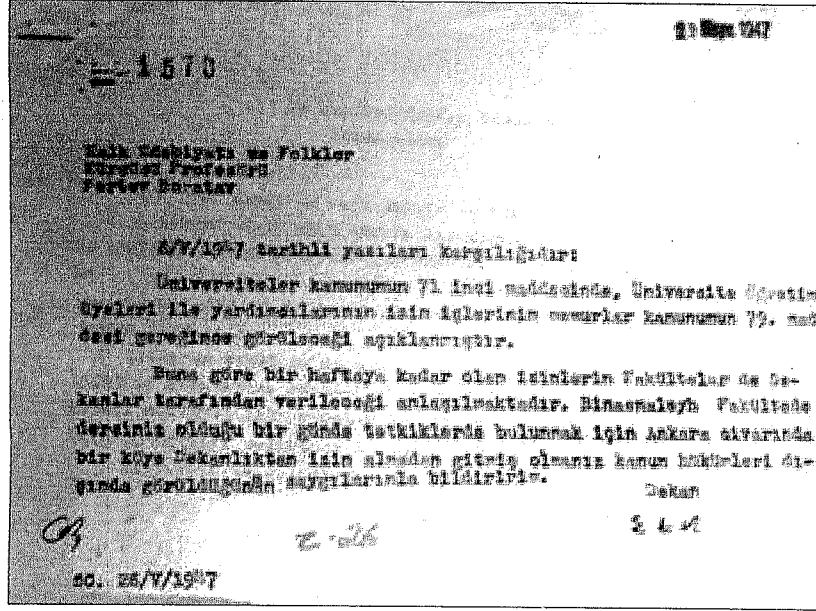 1570
Halk Edebiyatı ve Folklor
Kürsüsü Profesörü
Pertev Boratav
6/V/1947 tarihli yazıları karşılığıdır:
Üniversiteler kanununun 71 inci maddesinde, Üniversite öğretim
üyeleri ile yardımcılarının izin işlerinin memurlar kanununun 79. mad
desi gereğince görüleceği açıklanmıştır.
Buna göre bir haftaya kadar olan izinlerin Fakülteler de De-
kanlar tarafından verileceği anlaşılmaktadır. Binaenaleyh Fakültede
dersiniz olduğu bir günde tetkiklerde bulunmak için Ankara civarında
bir köye Dekanlıktan izin almadan gitmiş olmanız kanun hükümleri dı-
şında görüldüğünün saygılarımla bildiririm.
Dekan
SO. 26/V/1947